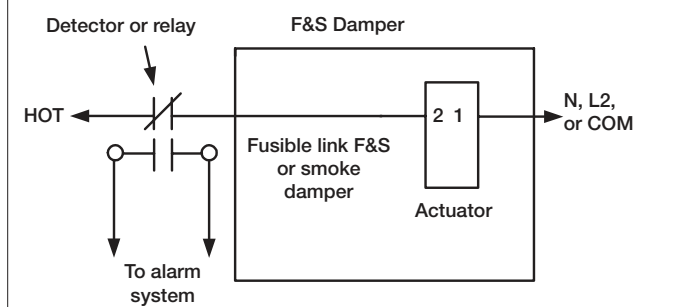 Detector or relay
F&S Damper
HOT
2 1
N, L2,
or COM
Fusible link F&S
or smoke
damper
Actuator
To alarm
system